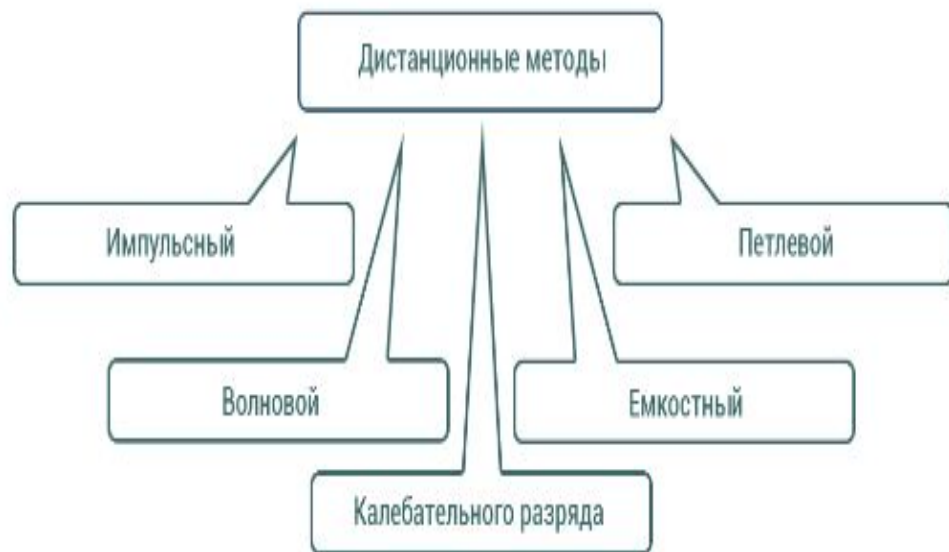 Дистанционные методы
Импульсный
Петлевой
Волновой
Емкостный
Калебательного разряда